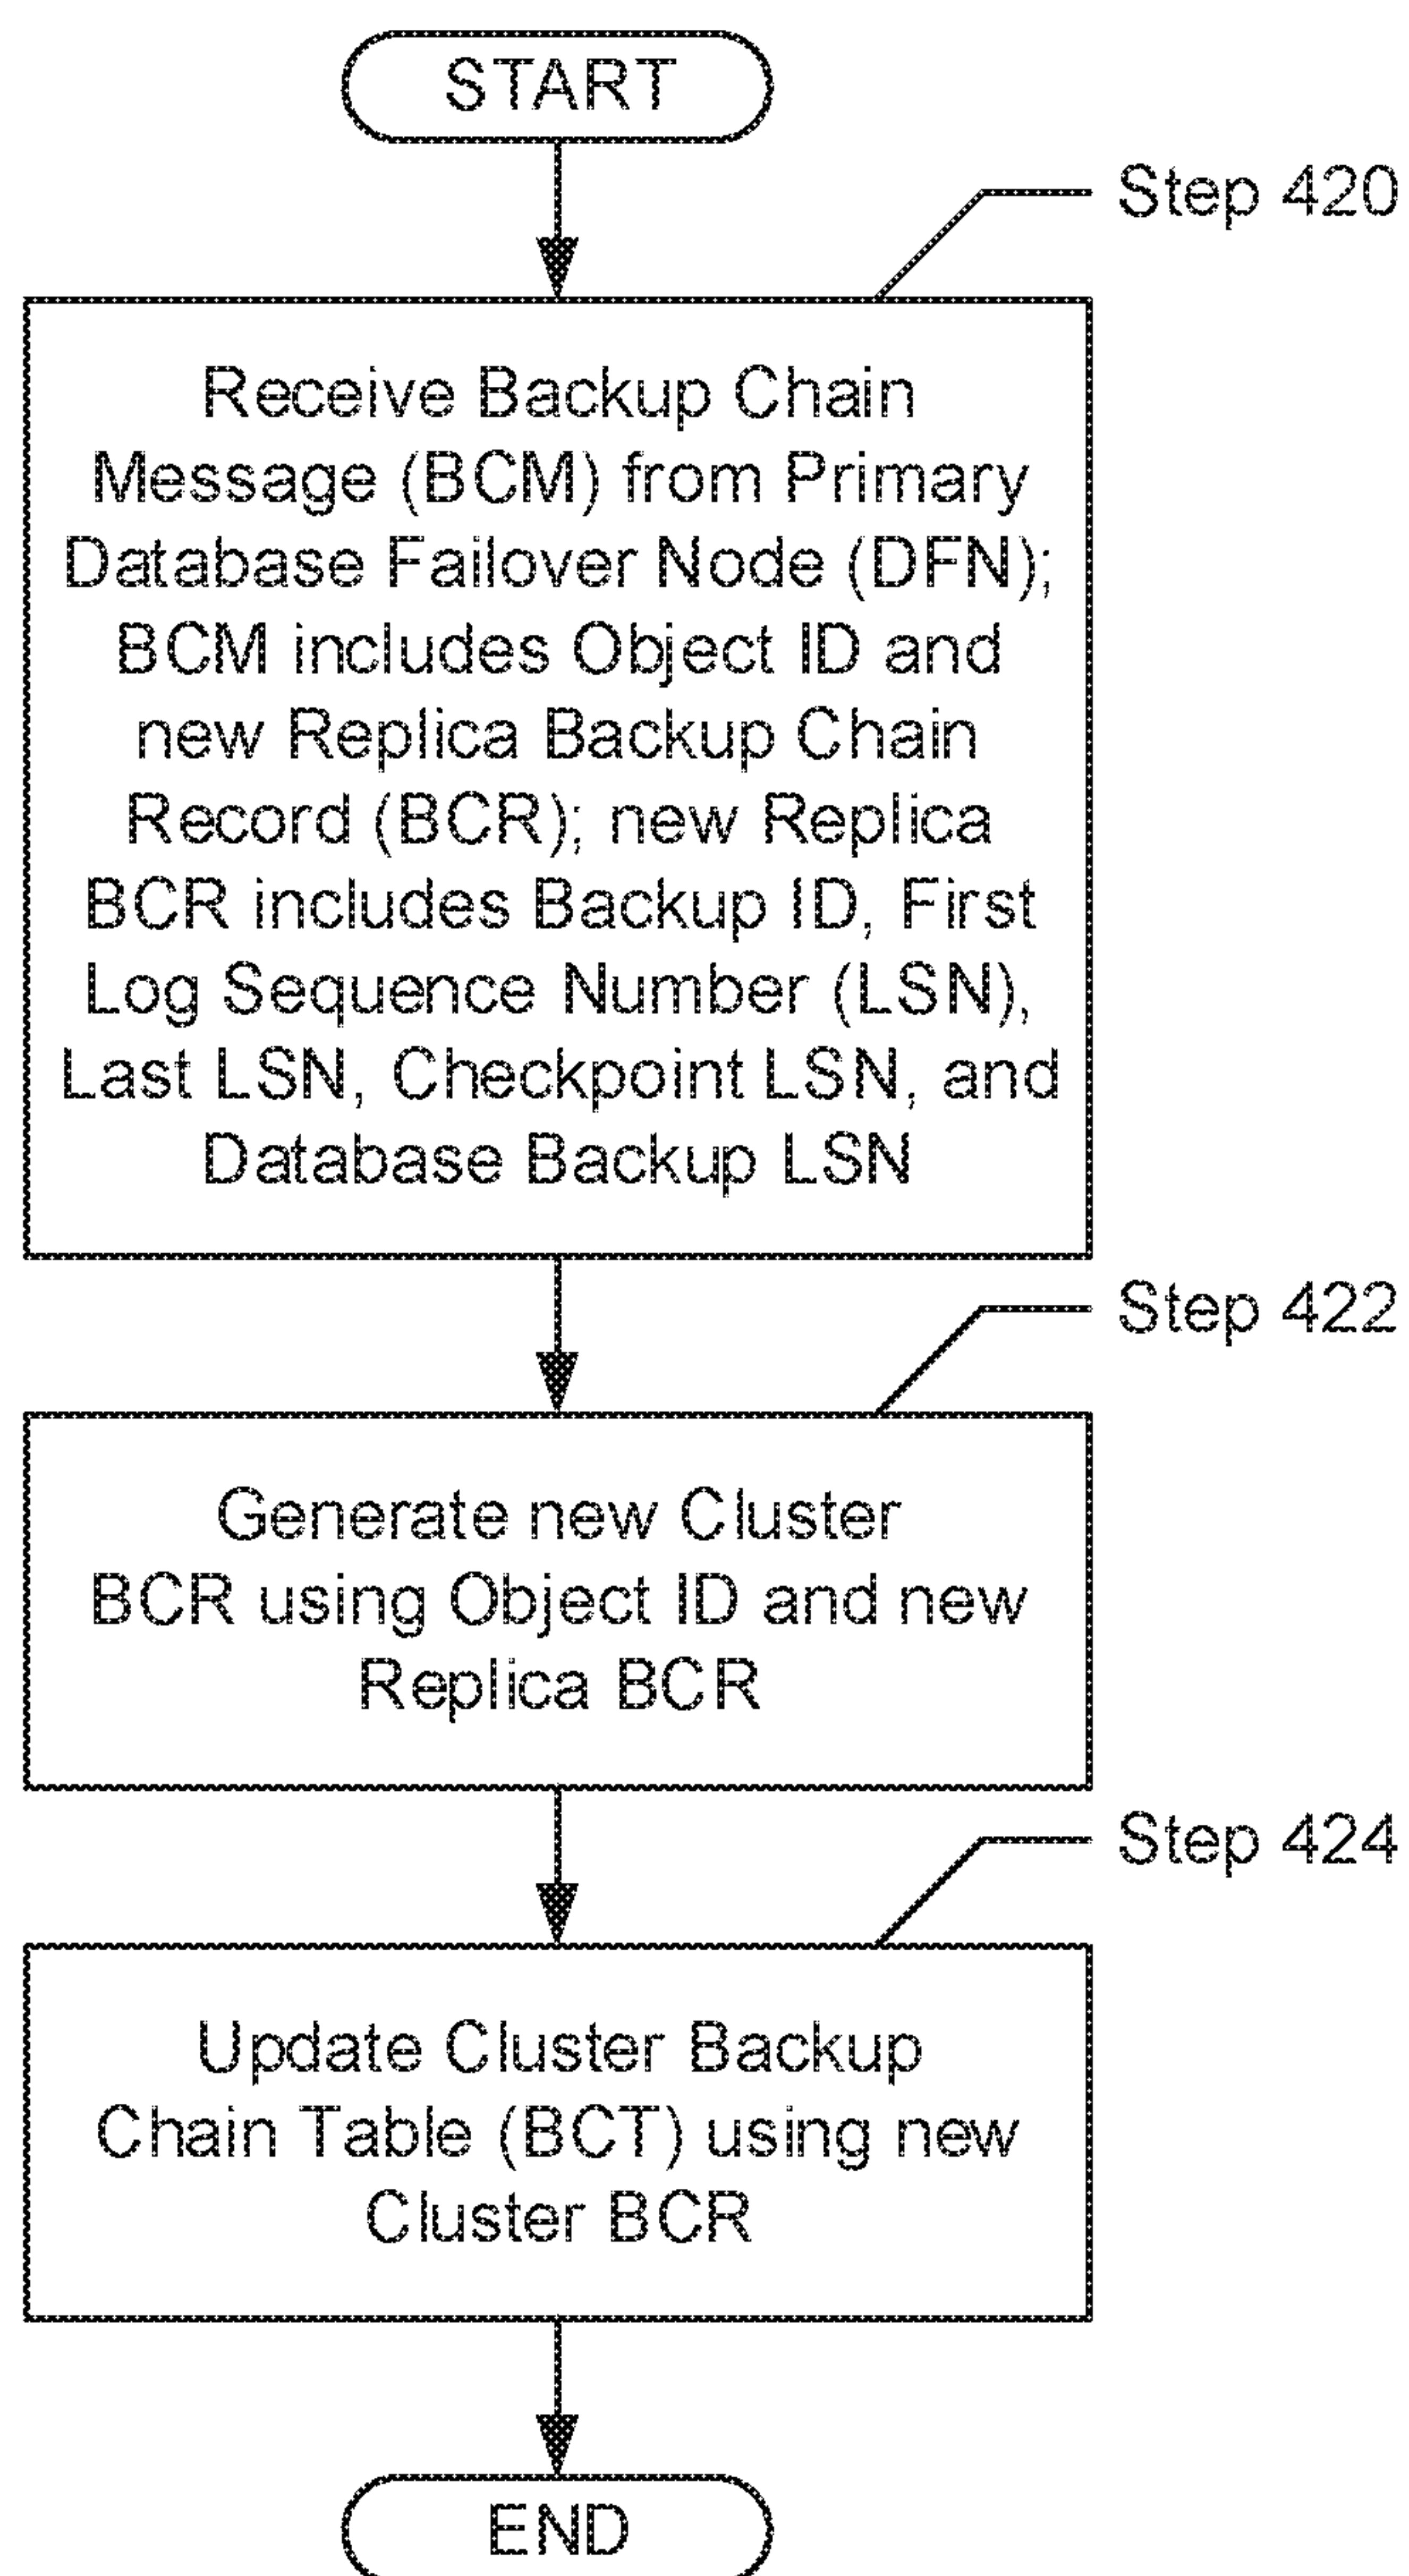 START
Step 420
Receive Backup Chain
Message (BCM) from Primary
Database Failover Node (DFN);
BCM includes Object ID and
new Replica Backup Chain
Record (BCR); new Replica
BCR includes Backup ID, First
Log Sequence Number (LSN),
Last LSN, Checkpoint LSN, and
Database Backup LSN
Step 422
Generate new Cluster
BCR using Object ID and new
Replica BCR
Step 424
Update Cluster Backup
Chain Table (BCT) using new
Cluster BCR
END